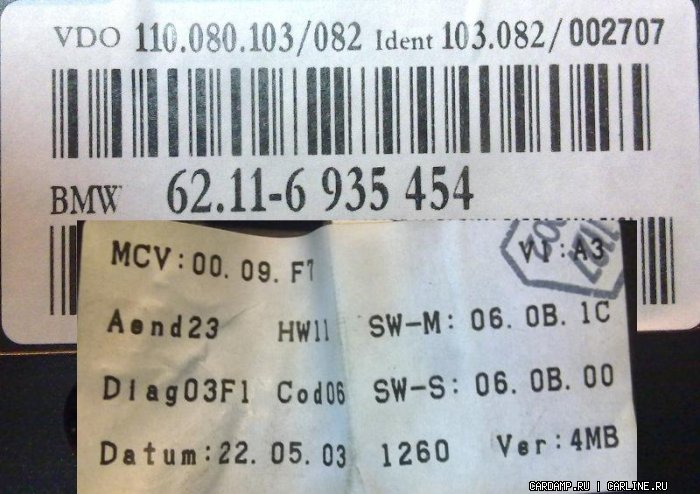 VDO 110.080.103/082 Ident 103.082/002707
BMW 62.11-6 935 454
MCV:00. 09. F7 VI:A3
Aend23 HW11 SW-M: 06. 0B. 1C
Diag03F1 Cod06 SW-S: 06. 0B. 00
Datum:22. 05. 03 1260 Ver: 4MB
CARDAMP.RU | CARLINE.RU